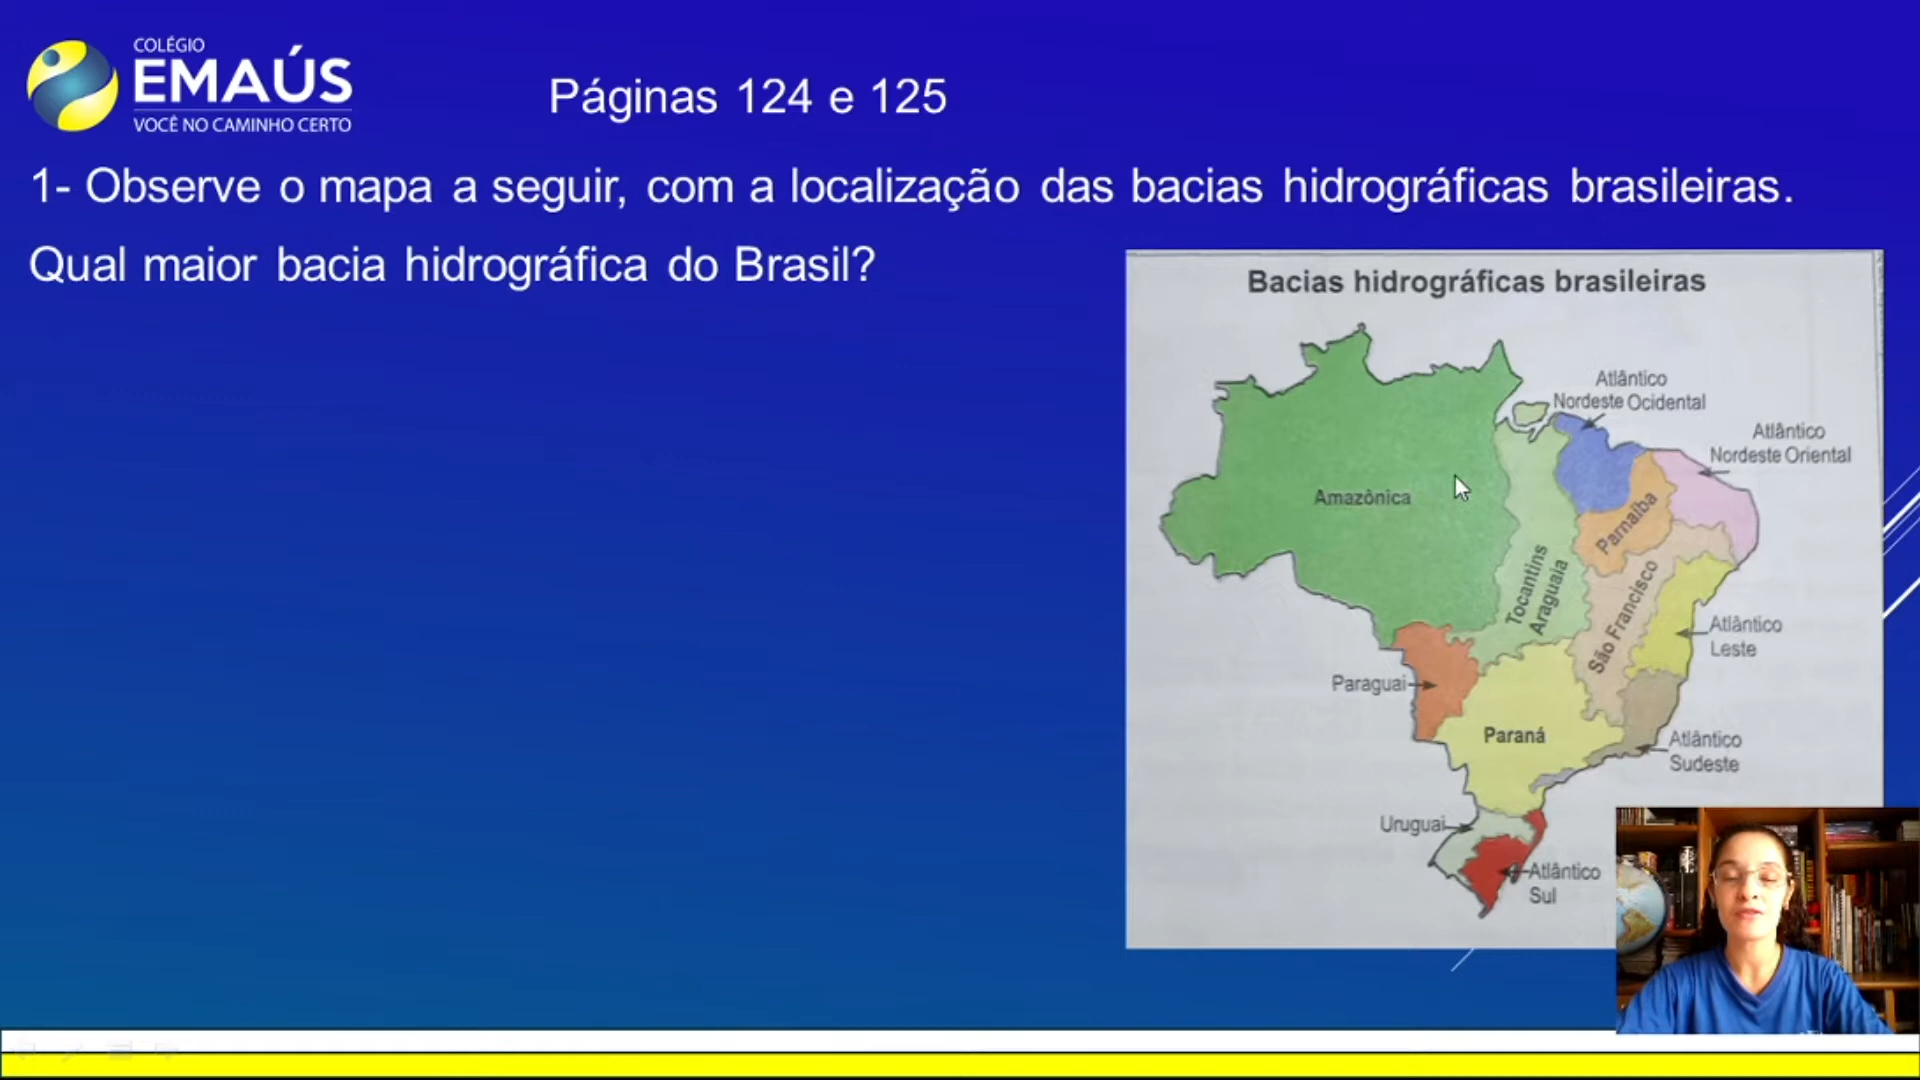 COLÉGIO
EMAÚS
VOCÊ NO CAMINHO CERTO
Páginas 124 e 125
1- Observe o mapa a seguir, com a localização das bacias hidrográficas brasileiras.
Qual maior bacia hidrográfica do Brasil?
Bacias hidrográficas brasileiras
Atlântico
Nordeste Ocidental
Atlântico
Nordeste Oriental
Amazônica
Parnaíba
Tocantins
Araguaia
São Francisco
Atlântico
Leste
Paraguai
Paraná
Atlântico
Sudeste
Uruguai
Atlântico
Sul